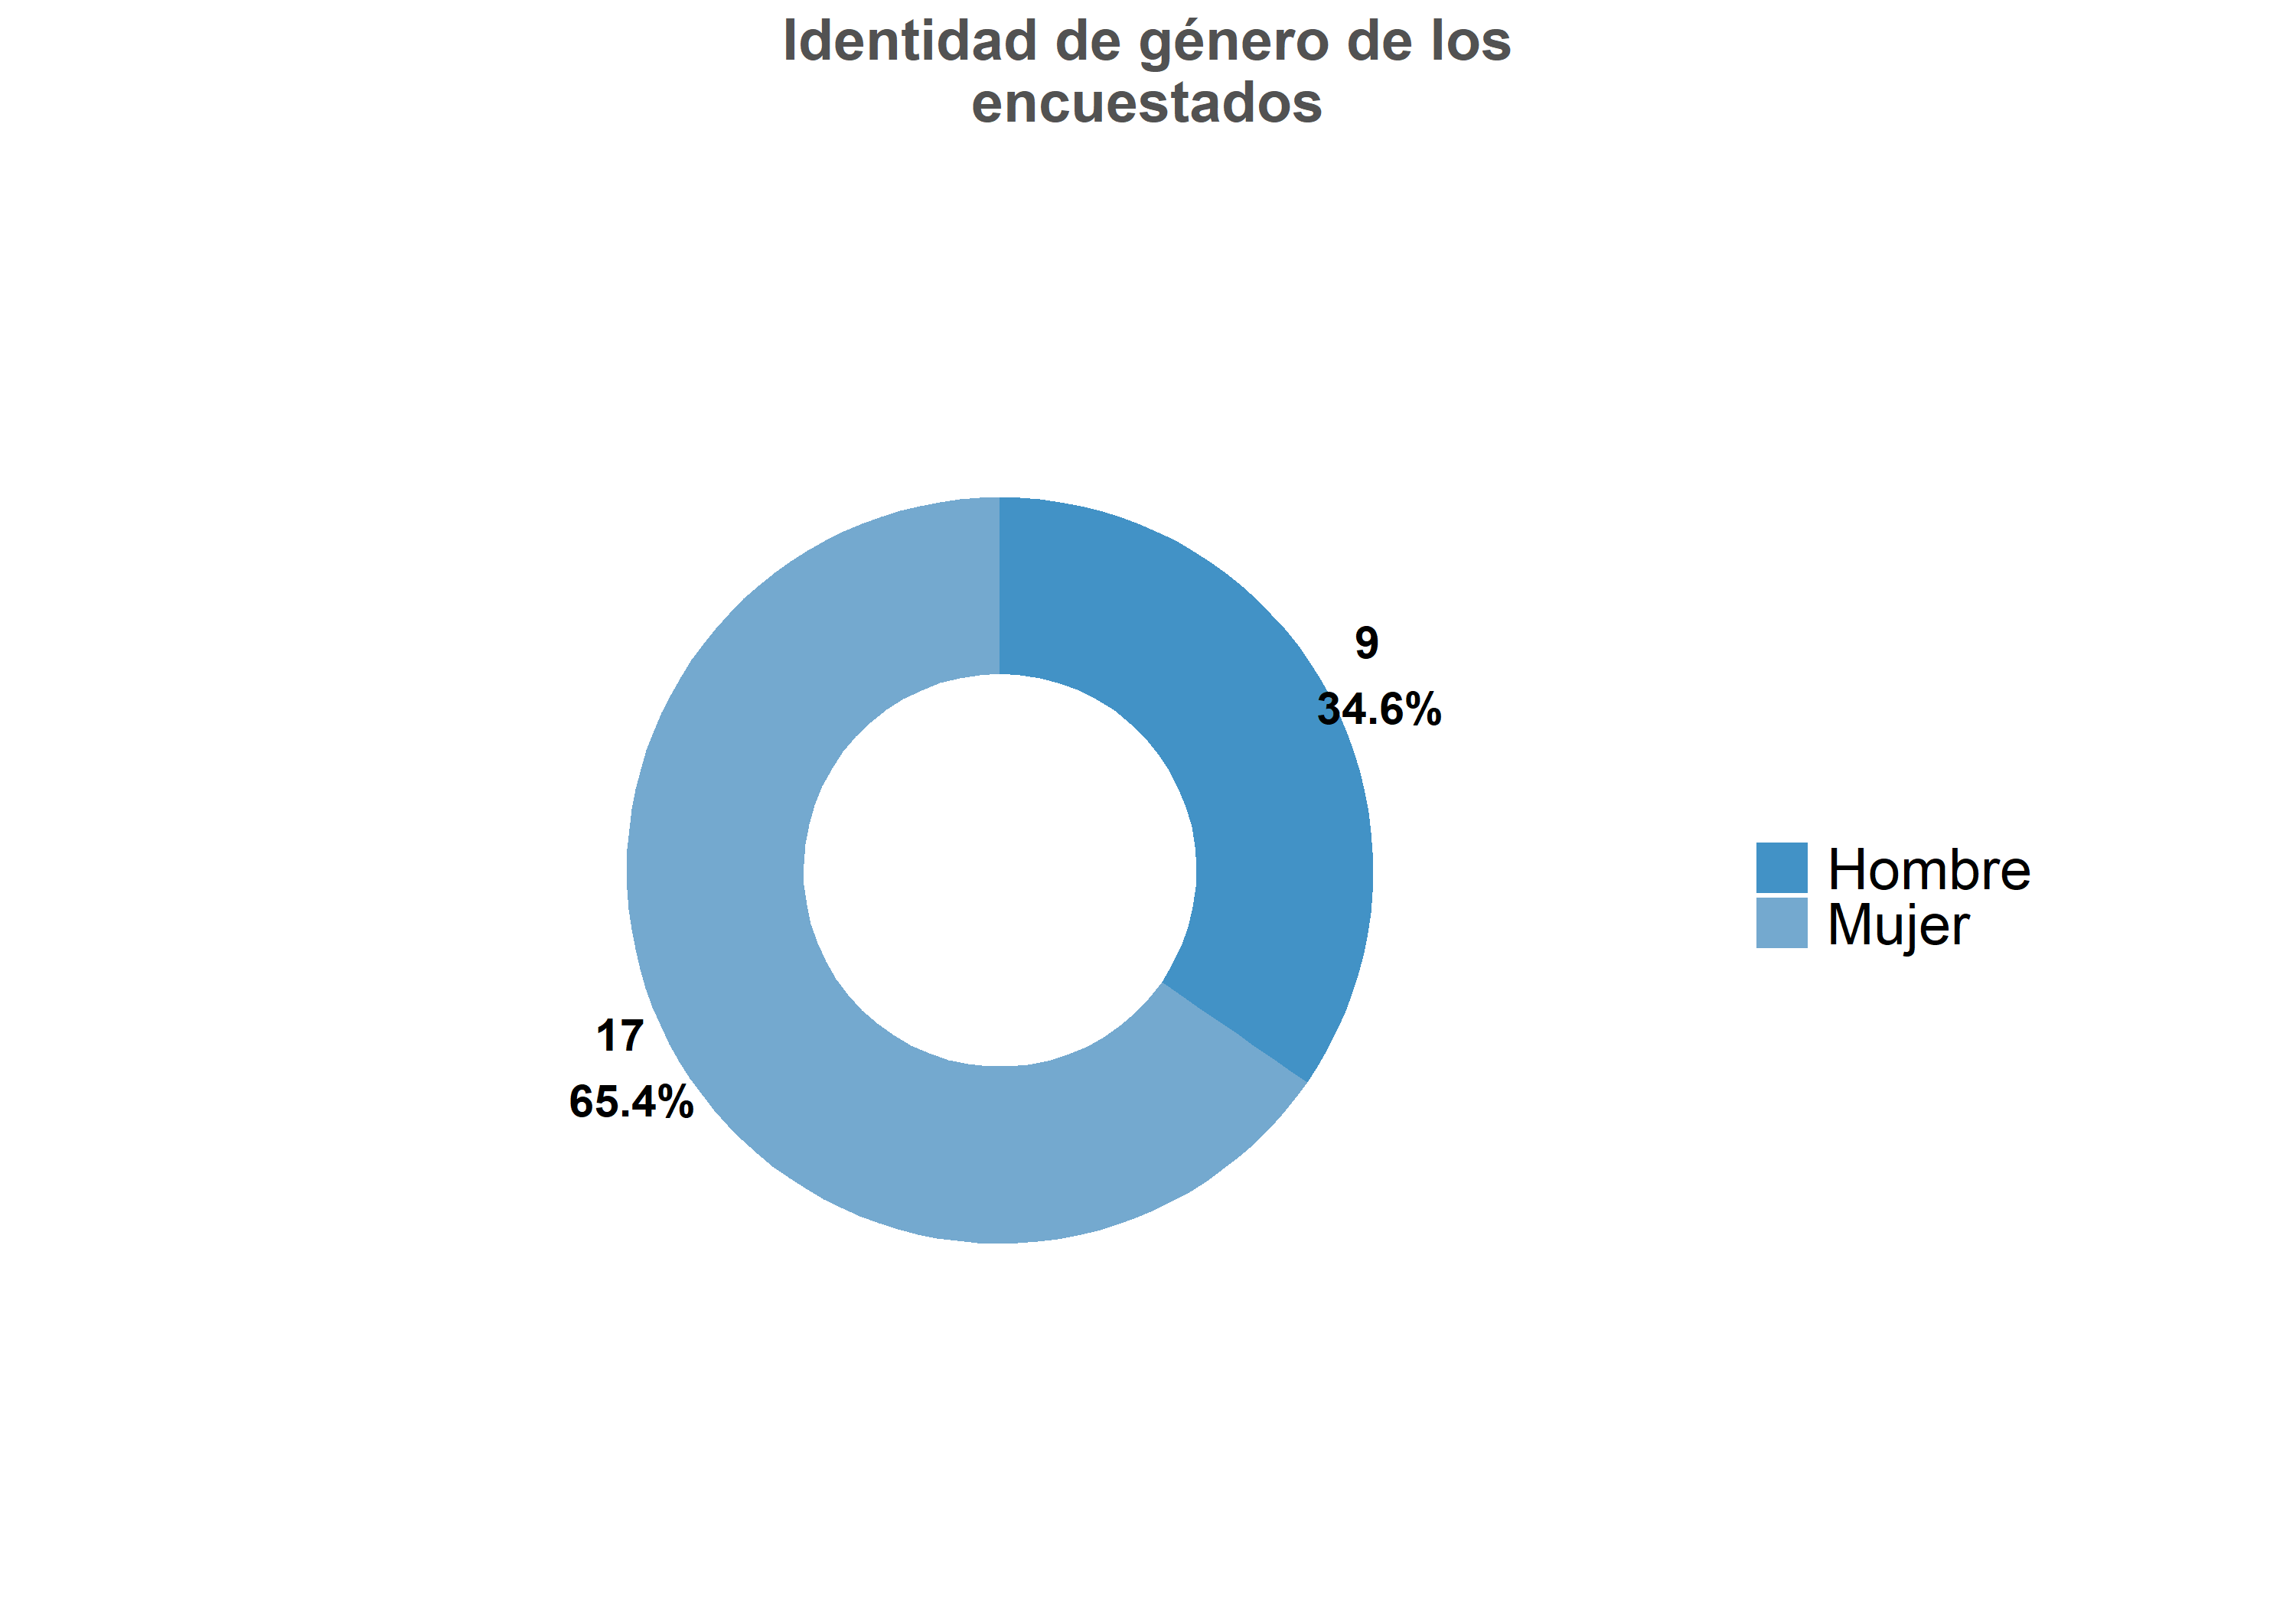 Identidad de género de los
encuestados
9
34.6%
Hombre
Mujer
17
65.4%